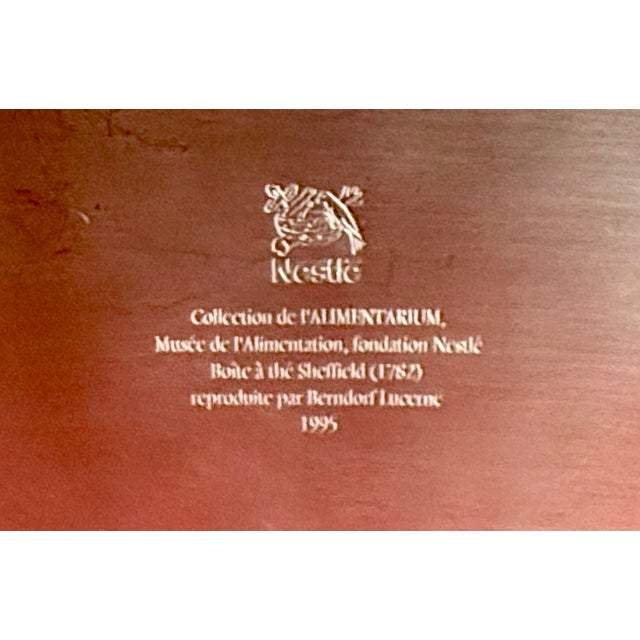 Nestlé
Collection de l'ALIMENTARIUM,
Musée de l'Alimentation, fondation Nestlé
Boîte à thé Sheffield (1782)
reproduite par Berndorf Lucerne
1995